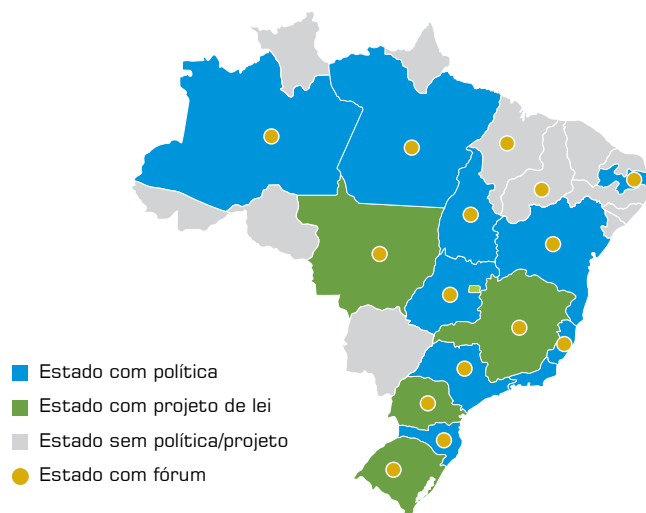 Estado com política
Estado com projeto de lei
Estado sem política/projeto
Estado com fórum